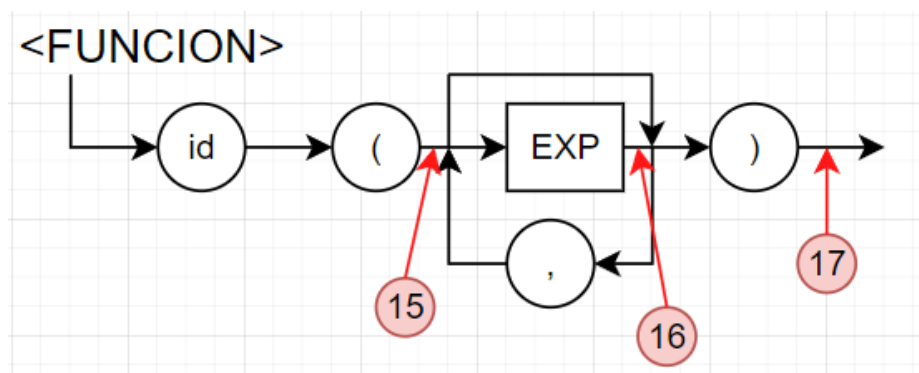 <FUNCION>
id ( EXP )
,
15 16 17